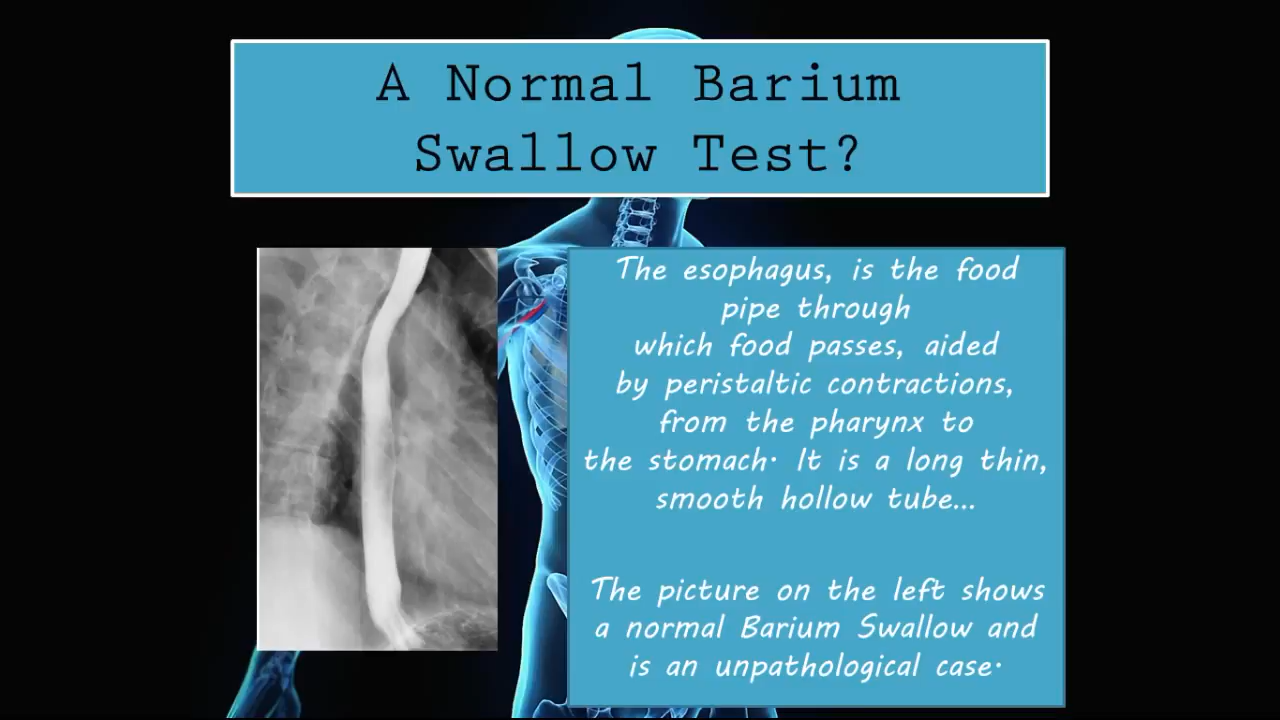 A Normal Barium
Swallow Test?
The esophagus, is the food
pipe through
which food passes, aided
by peristaltic contractions,
from the pharynx to
the stomach. It is a long thin,
smooth hollow tube...
The picture on the left shows
a normal Barium Swallow and
is an unpathological case.